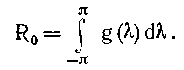 R₀ = ∫_{−π}^{π} g(λ) dλ.